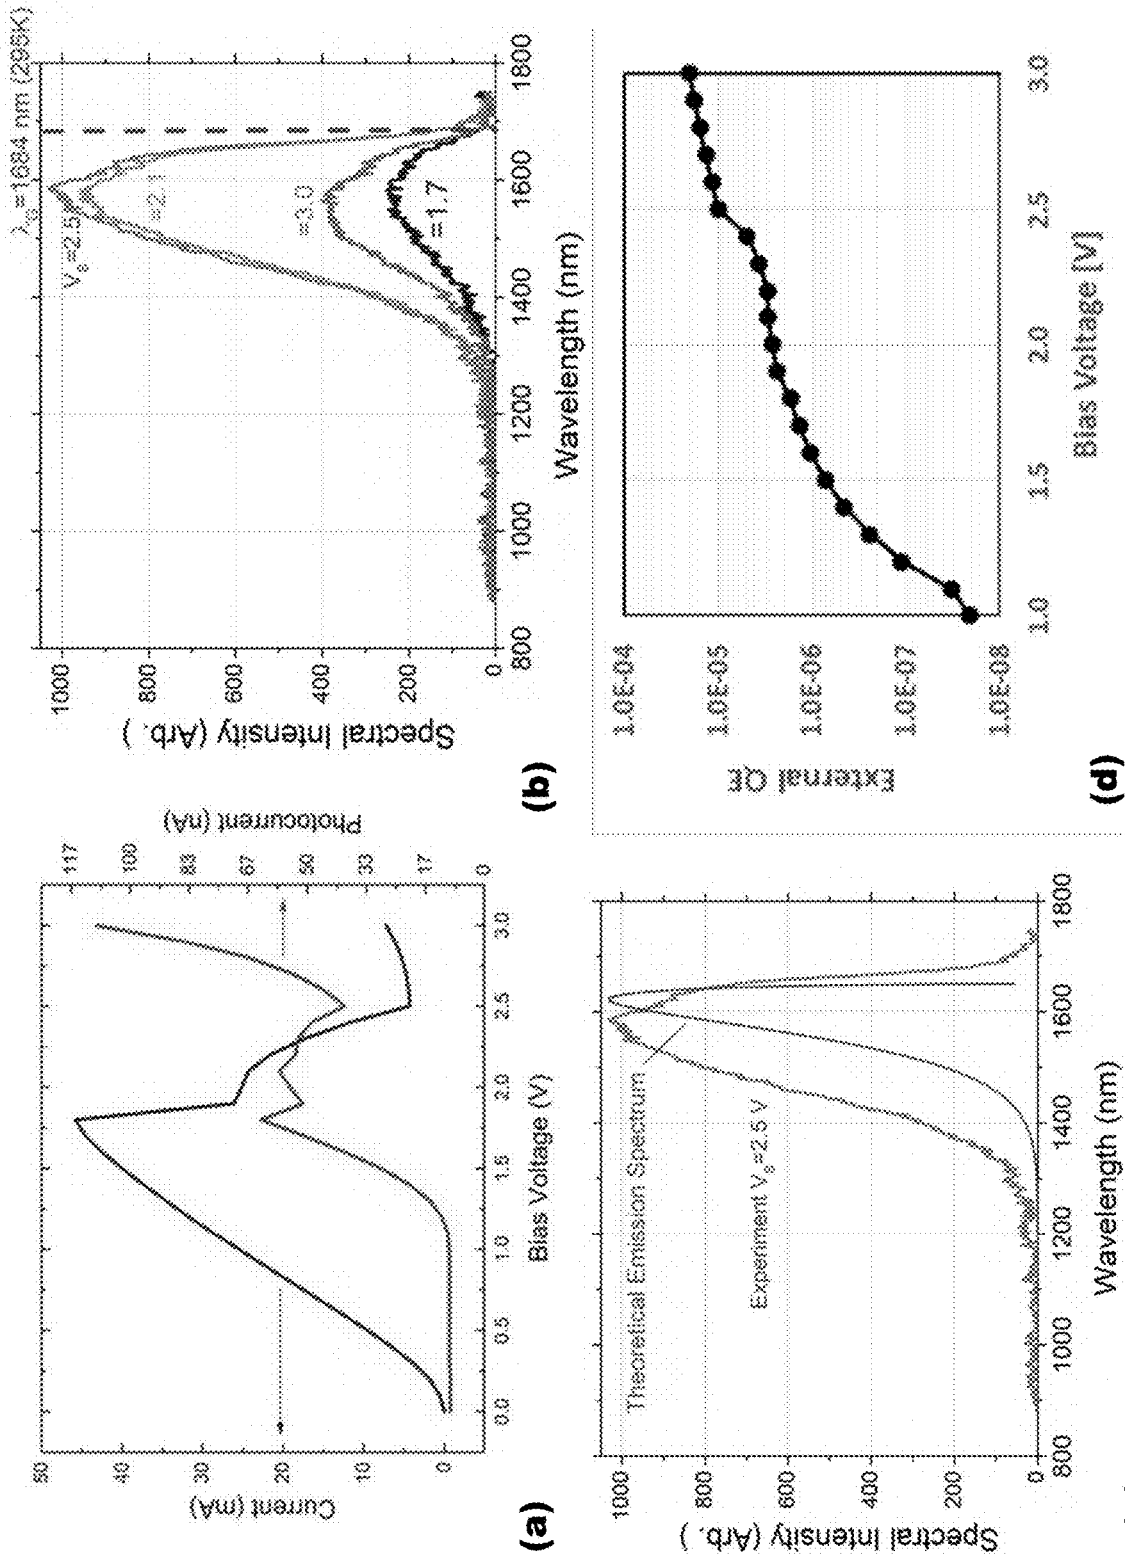 (a)
Current (mA)
50
40
30
20
10
0
Photocurrent (nA)
117
100
83
67
50
33
17
0
0.0
0.5
1.0
1.5
2.0
2.5
3.0
Bias Voltage (V)
(b)
Spectral Intensity (Arb. )
1000
800
600
400
200
0
λg=1684 nm (295K)
VB=2.5
=2.1
=3.0
=1.7
800
1000
1200
1400
1600
1800
Wavelength (nm)
Spectral Intensity (Arb. )
1000
800
600
400
200
0
Theoretical Emission Spectrum
Experiment VB=2.5 V
800
1000
1200
1400
1600
1800
Wavelength (nm)
(d)
External QE
1.0E-04
1.0E-05
1.0E-06
1.0E-07
1.0E-08
1.0
1.5
2.0
2.5
3.0
Bias Voltage [V]